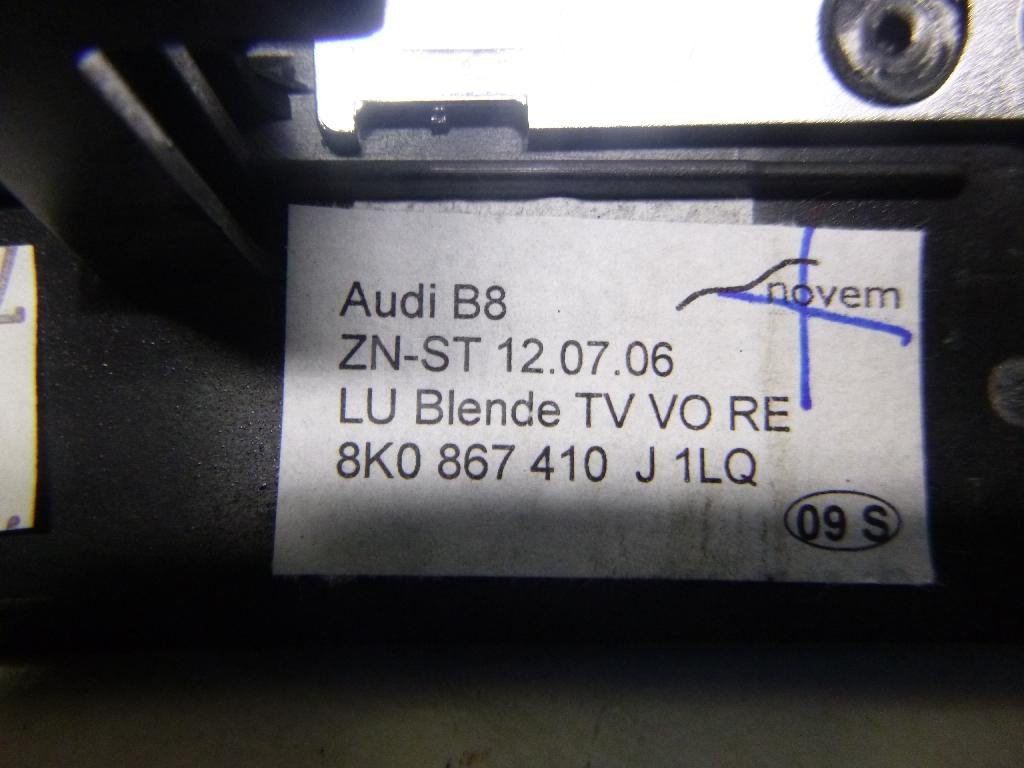 novem
Audi B8
ZN-ST 12.07.06
LU Blende TV VO RE
8K0 867 410 J 1LQ
09 S